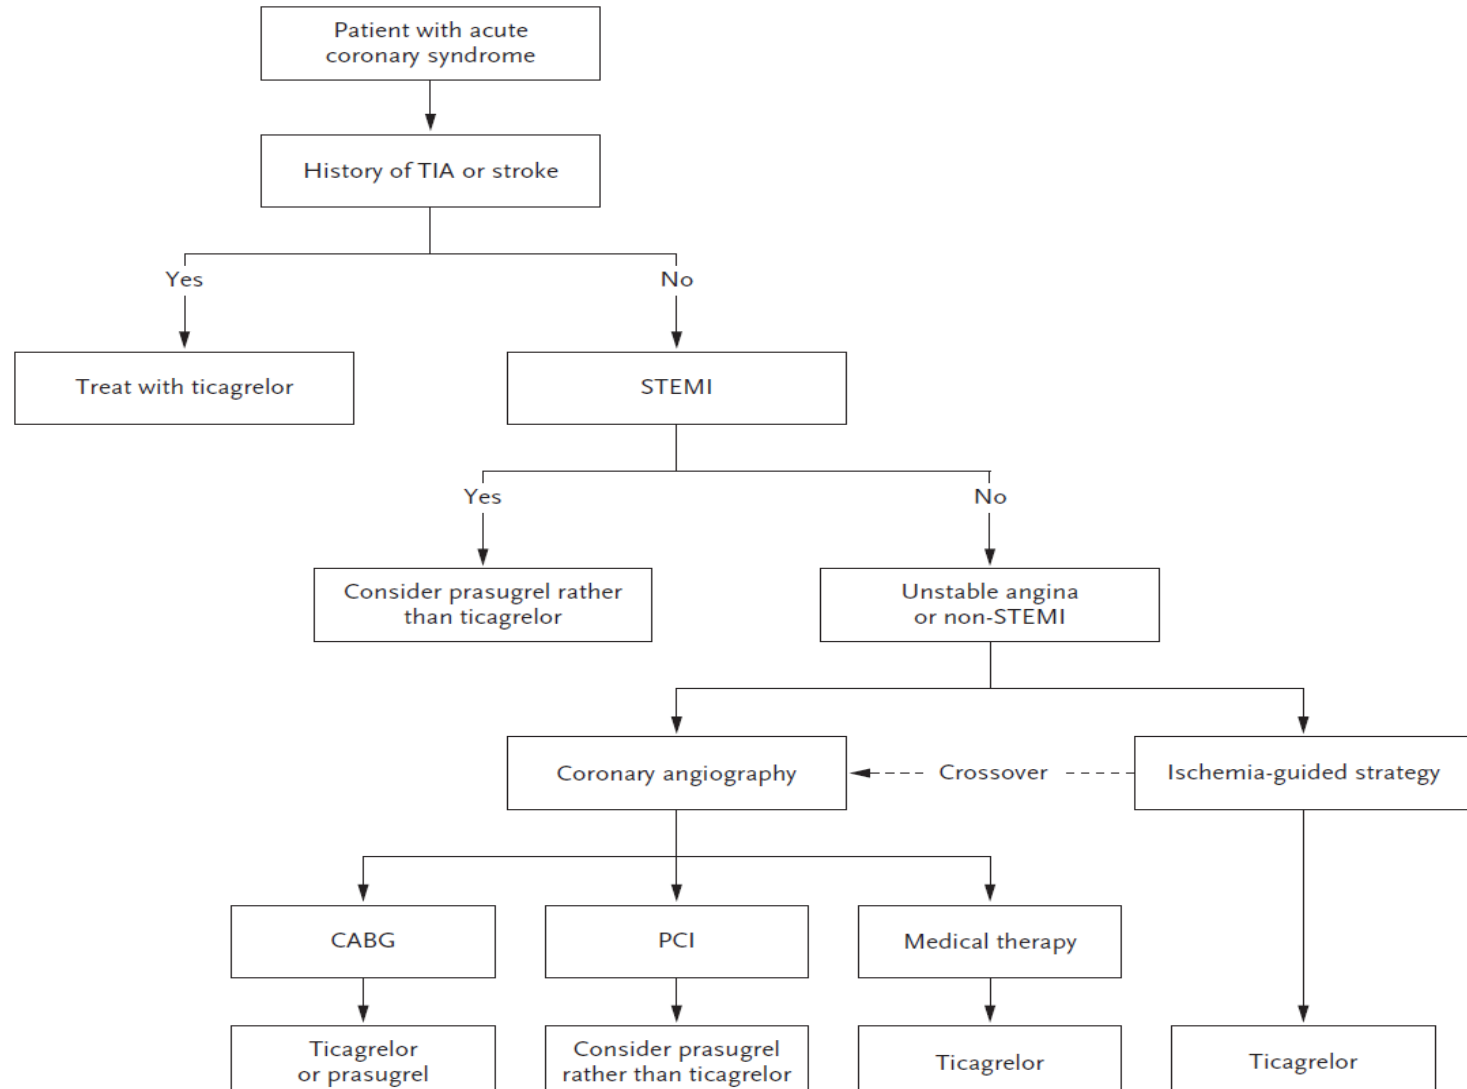 Patient with acute
coronary syndrome
History of TIA or stroke
Yes
No
Treat with ticagrelor
STEMI
Yes
No
Consider prasugrel rather
than ticagrelor
Unstable angina
or non-STEMI
Coronary angiography
Crossover
Ischemia-guided strategy
CABG
PCI
Medical therapy
Ticagrelor
or prasugrel
Consider prasugrel
rather than ticagrelor
Ticagrelor
Ticagrelor